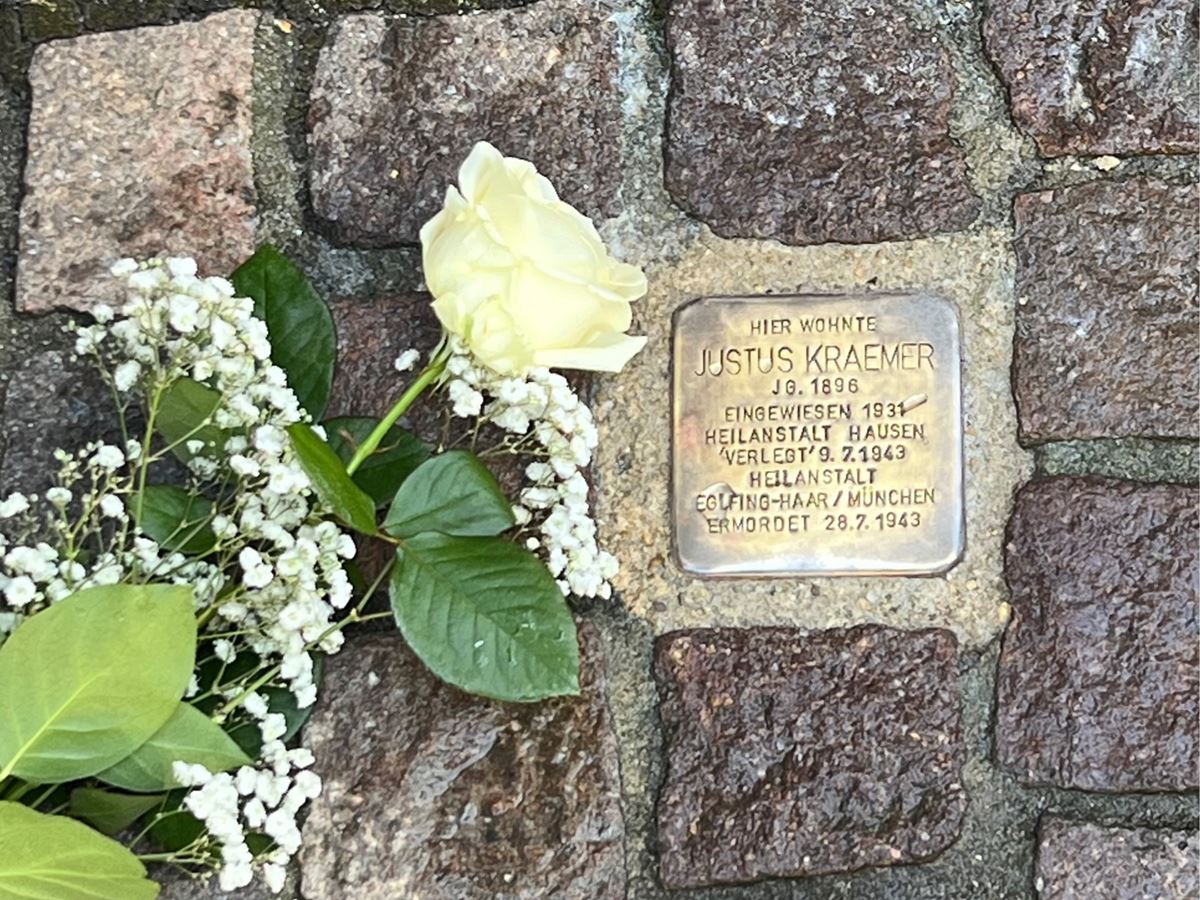 HIER WOHNTE
JUSTUS KRAEMER
JG. 1896
EINGEWIESEN 1931
HEILANSTALT HAUSEN
'VERLEGT' 9.7.1943
HEILANSTALT
EGLFING-HAAR / MÜNCHEN
ERMORDET 28.7.1943